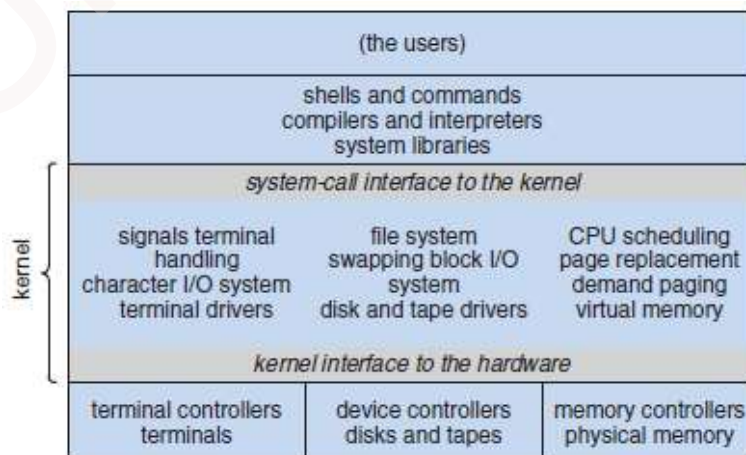 (the users)
shells and commands
compilers and interpreters
system libraries
system-call interface to the kernel
kernel
signals terminal
handling
character I/O system
terminal drivers
file system
swapping block I/O
system
disk and tape drivers
CPU scheduling
page replacement
demand paging
virtual memory
kernel interface to the hardware
terminal controllers
terminals
device controllers
disks and tapes
memory controllers
physical memory